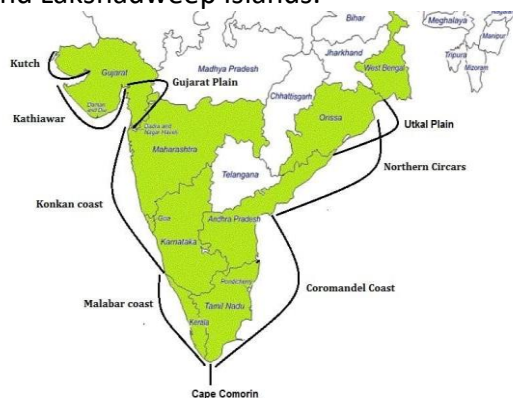 Lakshadweep Islands.
Bihar
Meghalaya
Manipur
Kutch
Gujarat
Gujarat Plain
Madhya Pradesh
Jharkhand
West Bengal
Tripura
Mizoram
Chhattisgarh
Kathiawar
Daman
and Diu
Dadra and
Nagar Haveli
Orissa
Utkal Plain
Maharashtra
Telangana
Northern Circars
Konkan coast
Goa
Andhra Pradesh
Karnataka
Pondicherry
Coromandel Coast
Malabar coast
Tamil Nadu
Kerala
Cape Comorin